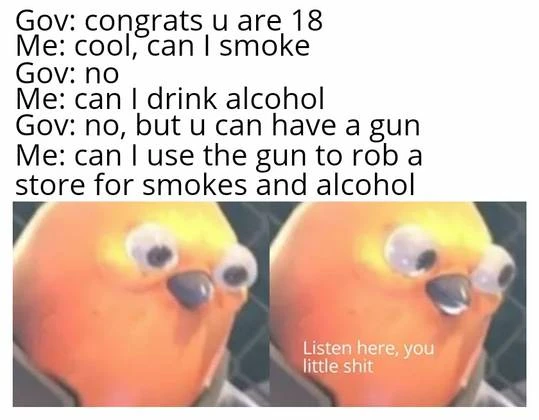 Gov: congrats u are 18
Me: cool, can I smoke
Gov: no
Me: can I drink alcohol
Gov: no, but u can have a gun
Me: can I use the gun to rob a
store for smokes and alcohol
Listen here, you
little shit